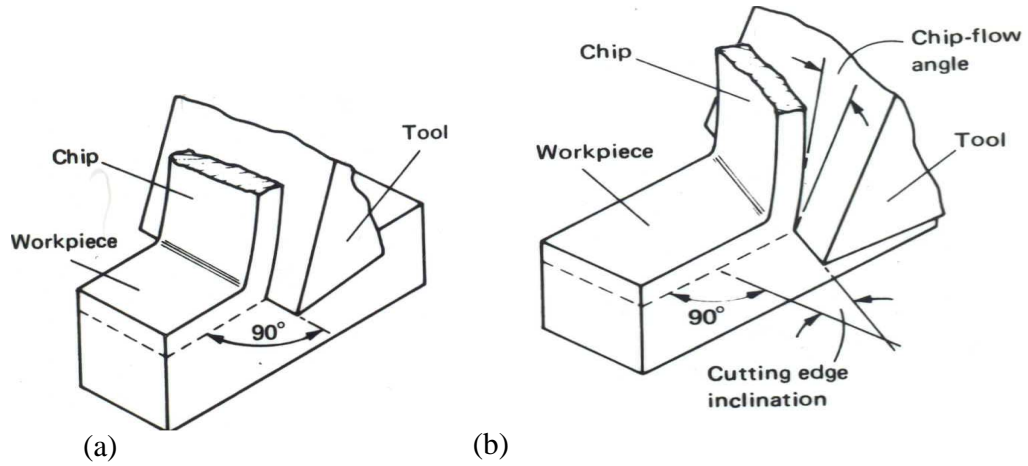 Chip
Workpiece
Tool
90°
(a)
Chip
Workpiece
Chip-flow
angle
Tool
90°
Cutting edge
inclination
(b)